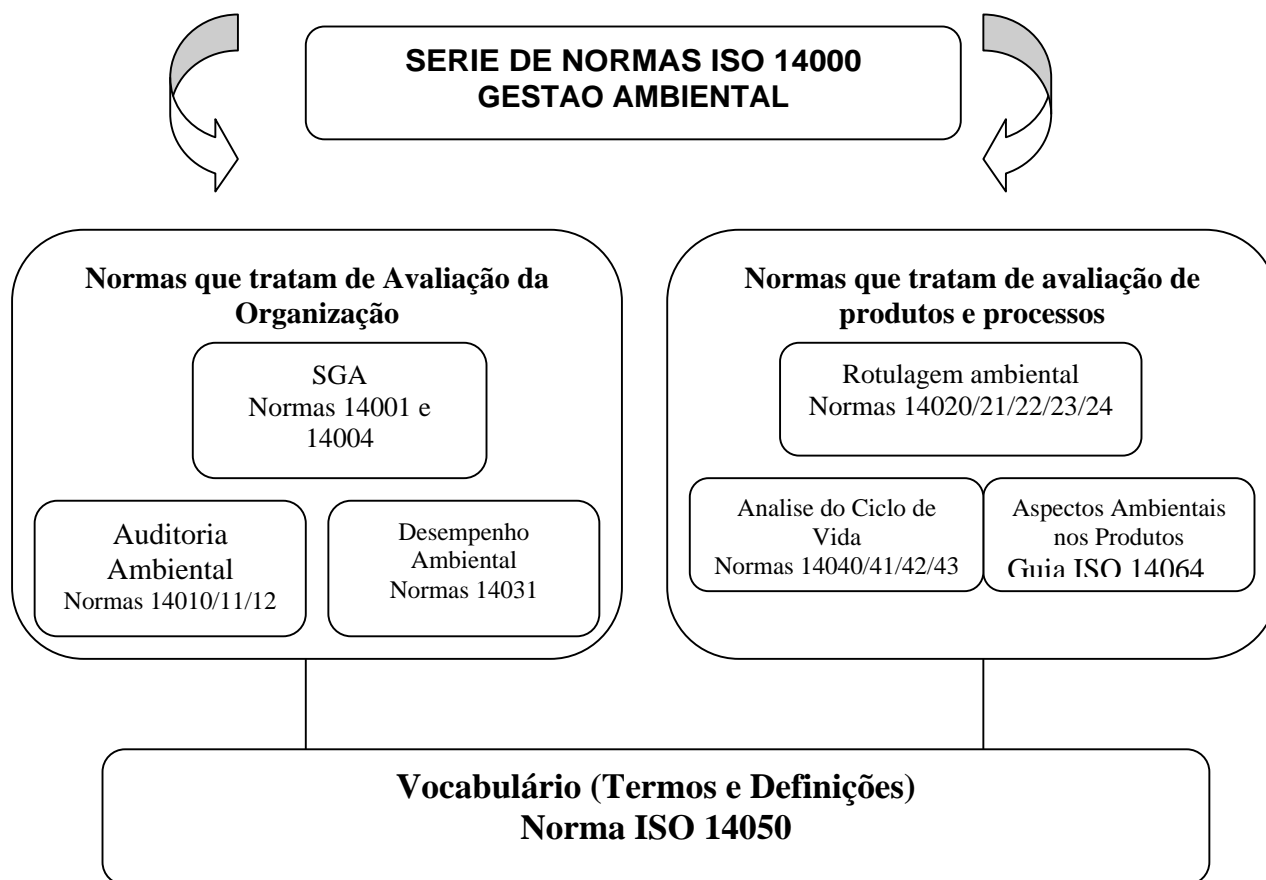 SERIE DE NORMAS ISO 14000
GESTAO AMBIENTAL
Normas que tratam de Avaliação da
Organização
SGA
Normas 14001 e
14004
Auditoria
Ambiental
Normas 14010/11/12
Desempenho
Ambiental
Normas 14031
Normas que tratam de avaliação de
produtos e processos
Rotulagem ambiental
Normas 14020/21/22/23/24
Analise do Ciclo de
Vida
Normas 14040/41/42/43
Aspectos Ambientais
nos Produtos
Guia ISO 14064
Vocabulário (Termos e Definições)
Norma ISO 14050